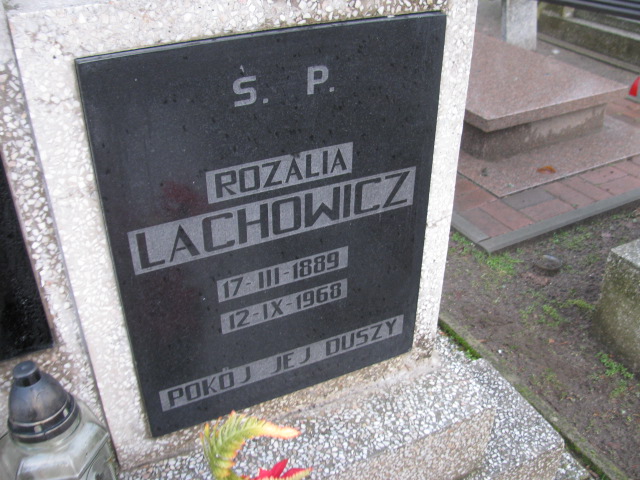 Ś. P.
ROZALIA
LACHOWICZ
17-III-1889
12-IX-1968
POKÓJ JEJ DUSZY